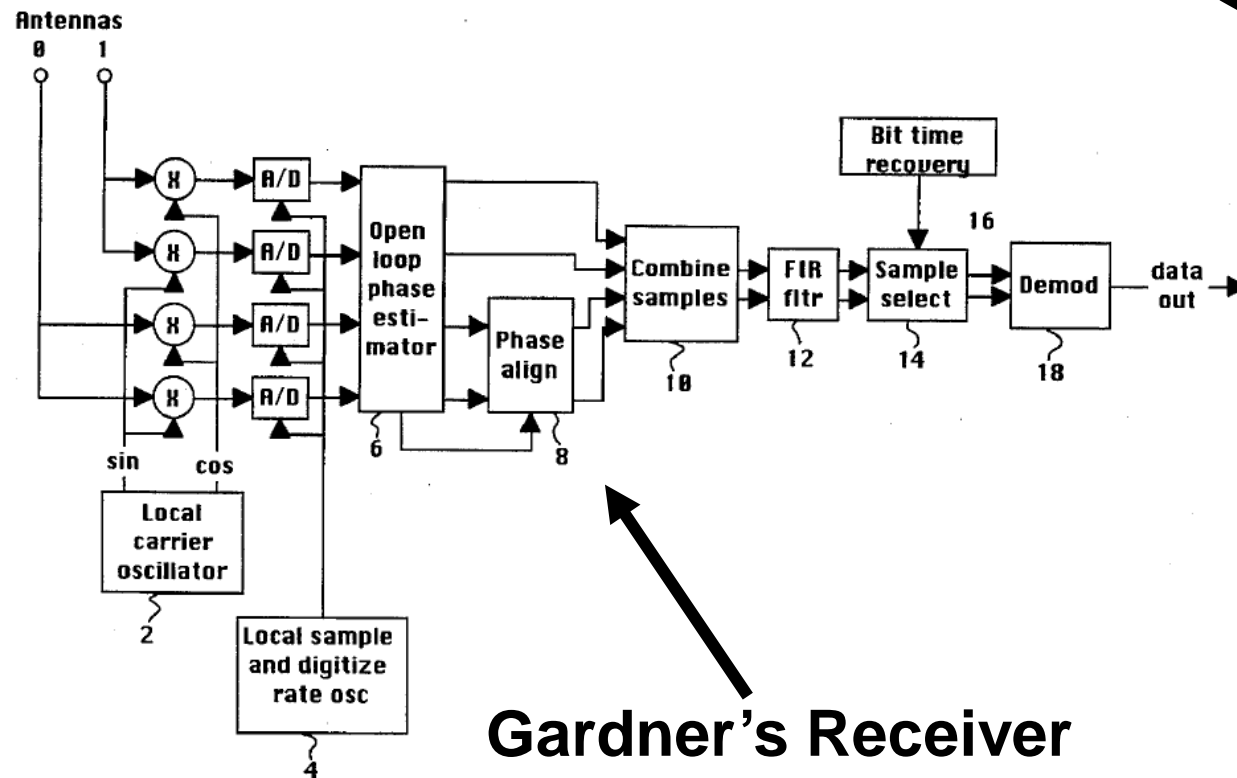 Antennas
0 1
X
A/D
X
A/D
X
A/D
X
A/D
sin cos
Local
carrier
oscillator
2
Local sample
and digitize
rate osc
4
Open
loop
phase
esti-
mator
6
Phase
align
8
Combine
samples
10
FIR
fltr
12
Bit time
recovery
16
Sample
select
14
Demod
18
data
out
Gardner’s Receiver